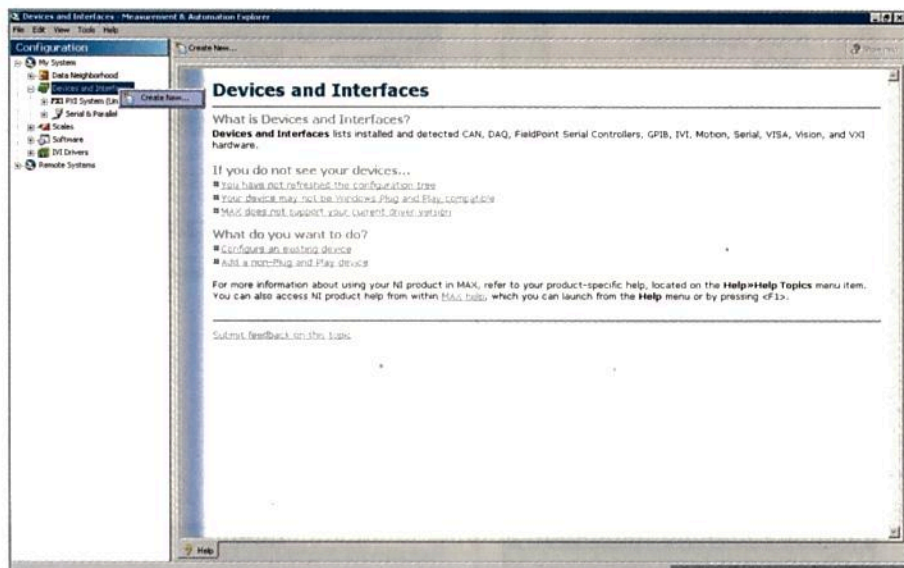 Devices and Interfaces - Measurement & Automation Explorer
File Edit View Tools Help
Configuration
Create New...
My System
Data Neighborhood
Devices and Interfaces
Create New...
PXI PXI System (Un
Serial & Parallel
Scales
Software
IVI Drivers
Remote Systems
Devices and Interfaces
What is Devices and Interfaces?
Devices and Interfaces lists installed and detected CAN, DAQ, FieldPoint Serial Controllers, GPIB, IVI, Motion, Serial, VISA, Vision, and VXI
hardware.
If you do not see your devices...
You have not refreshed the configuration tree
Your device may not be Windows Plug and Play compatible
MAX does not support your current driver version
What do you want to do?
Configure an existing device
Add a non-Plug and Play device
For more information about using your NI product in MAX, refer to your product-specific help, located on the Help»Help Topics menu item.
You can also access NI product help from within MAX help, which you can launch from the Help menu or by pressing <F1>.
Submit feedback on this topic
Help